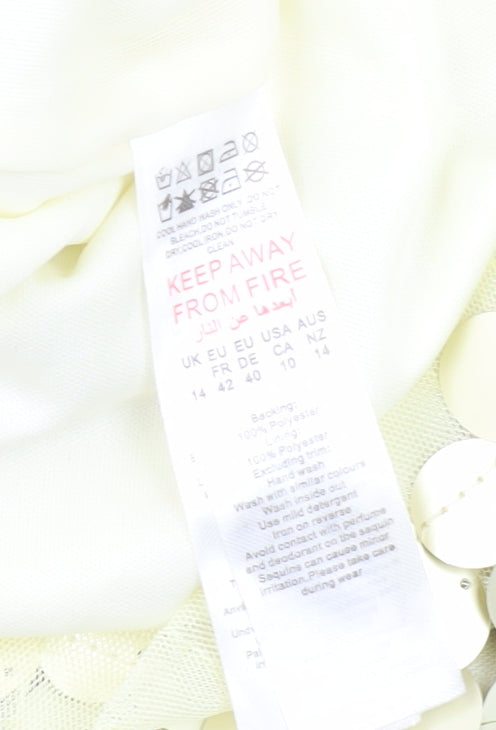 COOL HAND WASH ONLY, DO NOT
BLEACH, DO NOT TUMBLE
DRY, COOL IRON, DO NOT DRY
CLEAN
KEEP AWAY
FROM FIRE
أبعدها عن النار
UK EU EU USA AUS
FR DE CA NZ
14 42 40 10 14
Backing:
100% Polyester
Lining:
100% Polyester
Excluding trim:
Hand wash
Wash with similar colours
Wash inside out
Use mild detergent
Iron on reverse
Avoid contact with perfume
and deodorant on the sequin
Sequins can cause minor
irritation. Please take care
during wear